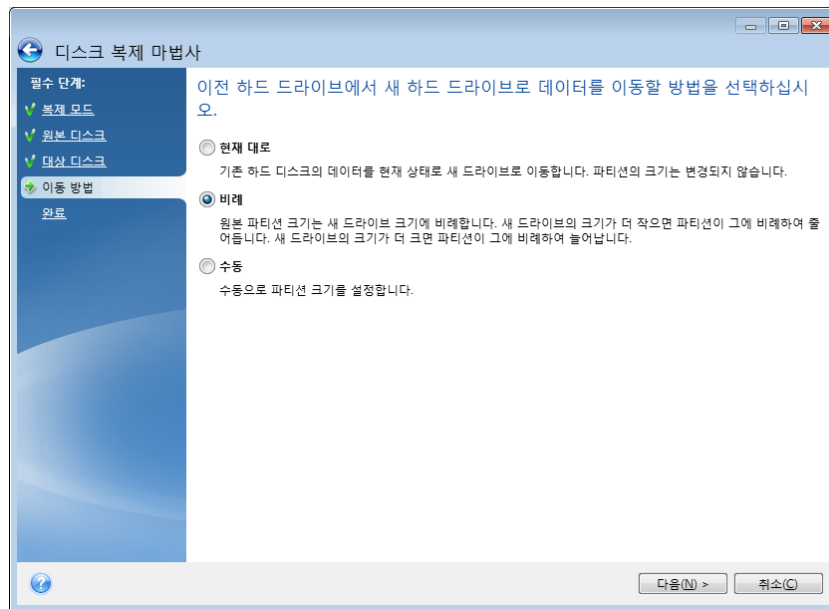 디스크 복제 마법사
필수 단계:
복제 모드
원본 디스크
대상 디스크
이동 방법
완료
이전 하드 드라이브에서 새 하드 드라이브로 데이터를 이동할 방법을 선택하십시
오.
현재 대로
기존 하드 디스크의 데이터를 현재 상태로 새 드라이브로 이동합니다. 파티션의 크기는 변경되지 않습니다.
비례
원본 파티션 크기는 새 드라이브 크기에 비례합니다. 새 드라이브의 크기가 더 작으면 파티션이 그에 비례하여 줄
어듭니다. 새 드라이브의 크기가 더 크면 파티션이 그에 비례하여 늘어납니다.
수동
수동으로 파티션 크기를 설정합니다.
다음(N) >
취소(C)